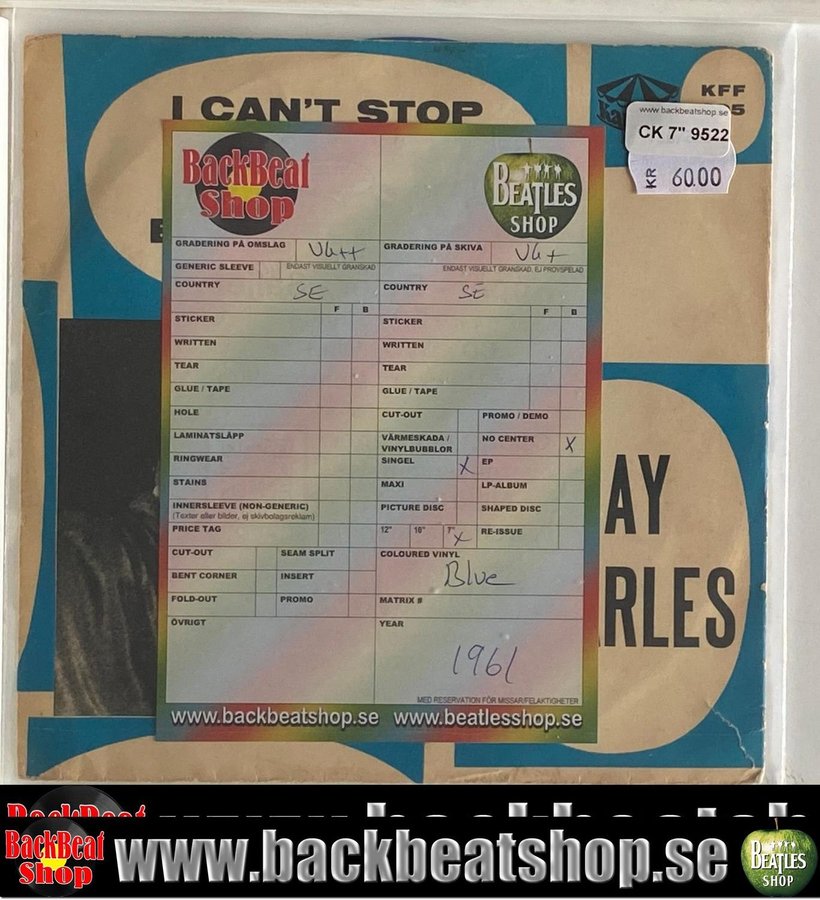 I CAN'T STOP
KFF
5
www.backbeatshop.se
CK 7" 9522
KR 60.00
BackBeat
Shop
BEATLES
SHOP
GRADERING PÅ OMSLAG VG++ GRADERING PÅ SKIVA VG+
GENERIC SLEEVE ENDAST VISUELLT GRANSKAD ENDAST VISUELLT GRANSKAD, EJ PROVSPELAD
COUNTRY SE COUNTRY SE
F B F B
STICKER STICKER
WRITTEN WRITTEN
TEAR TEAR
GLUE / TAPE GLUE / TAPE
HOLE CUT-OUT PROMO / DEMO
LAMINATSLÄPP VÄRMESKADA / VINYLBUBBLOR NO CENTER X
RINGWEAR SINGEL X EP
STAINS MAXI LP-ALBUM
INNERSLEEVE (NON-GENERIC) PICTURE DISC SHAPED DISC
(Texter eller bilder, ej skivbolagsreklam)
PRICE TAG 12" 10" 7" X RE-ISSUE
CUT-OUT SEAM SPLIT COLOURED VINYL
BENT CORNER INSERT Blue
FOLD-OUT PROMO MATRIX #
ÖVRIGT YEAR
1961
MED RESERVATION FÖR MISSAR/FELAKTIGHETER
www.backbeatshop.se www.beatlesshop.se
AY
RLES
BackBeat
Shop
www.backbeatshop.se
BEATLES
SHOP